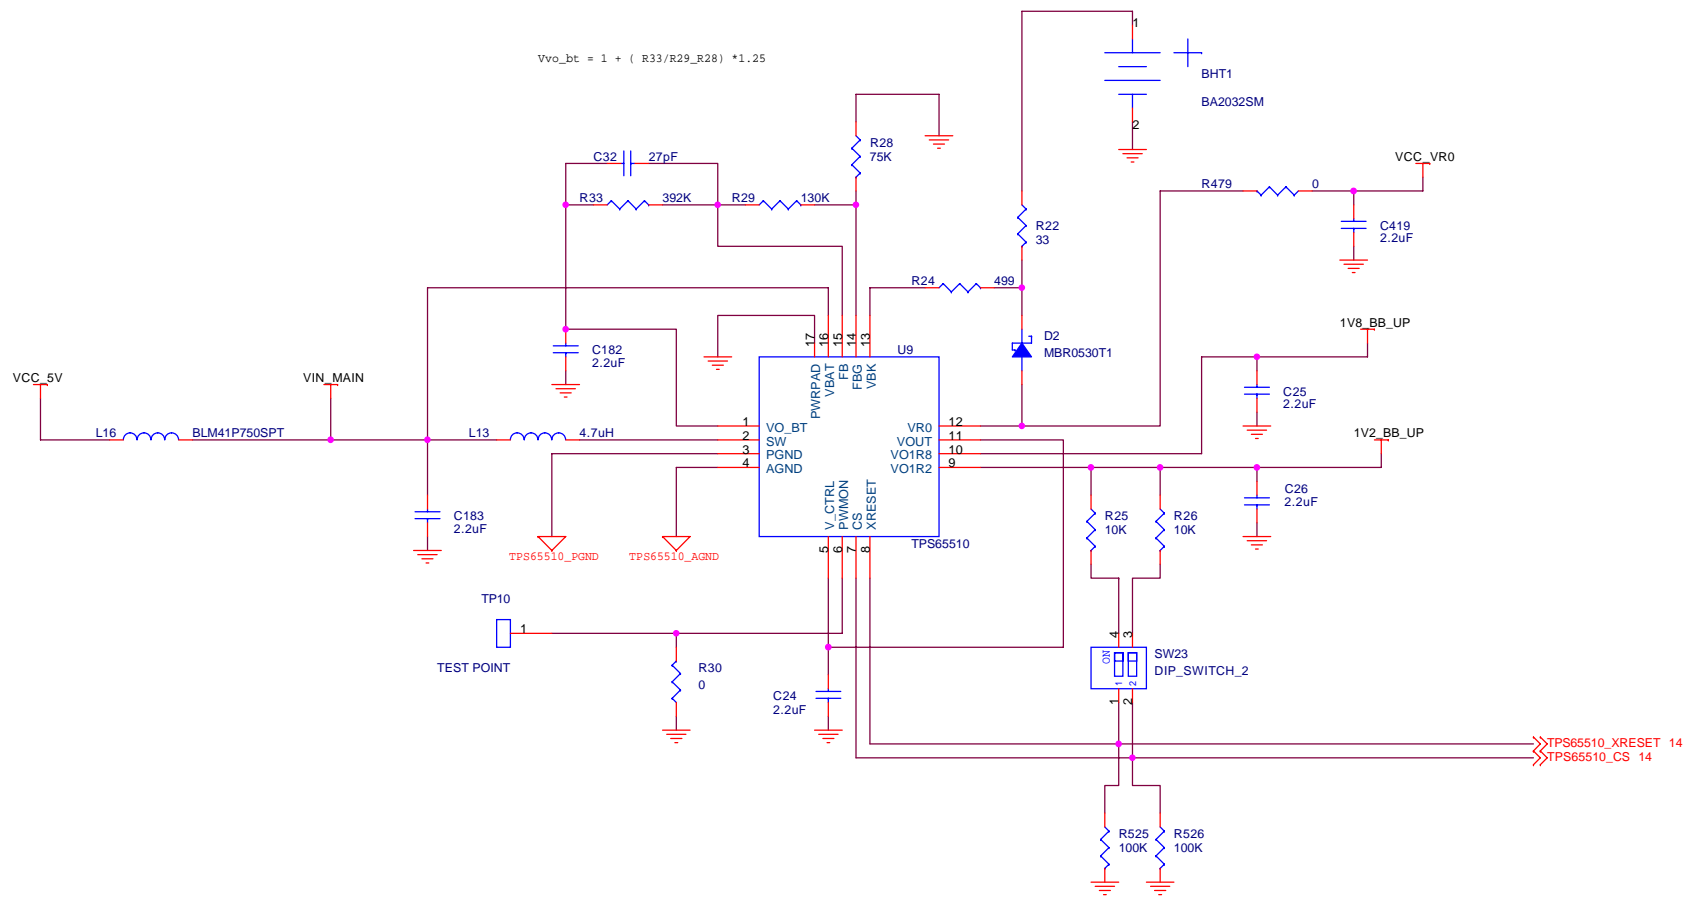 Vvo_bt = 1 + ( R33/R29_R28) *1.25
1
BHT1
BA2032SM
2
R28
75K
C32 27pF
R33 392K
R29 130K
VCC_VR0
R479 0
C419
2.2uF
R22
33
R24 499
1V8_BB_UP
D2
MBR0530T1
17 16 15 14 13
U9
C182
2.2uF
PWRPAD VBAT FB FBG VBK
VCC_5V
VIN_MAIN
C25
2.2uF
L16 BLM41P750SPT
L13 4.7uH
1 VO_BT
2 SW
3 PGND
4 AGND
VR0 12
VOUT 11
VO1R8 10
VO1R2 9
1V2_BB_UP
C183
2.2uF
V_CTRL PWMON CS XRESET
5 6 7 8
TPS65510
TPS65510_PGND
TPS65510_AGND
C26
2.2uF
R25
10K
R26
10K
TP10
1
TEST POINT
R30
0
C24
2.2uF
4 3
ON
1 2
SW23
DIP_SWITCH_2
1 2
TPS65510_XRESET 14
TPS65510_CS 14
R525
100K
R526
100K